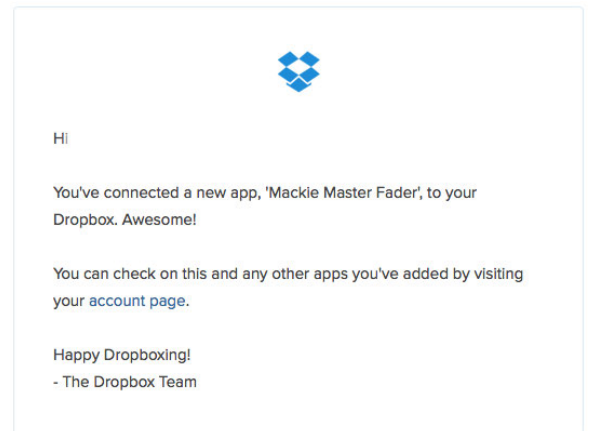 Hi
You've connected a new app, 'Mackie Master Fader', to your
Dropbox. Awesome!
You can check on this and any other apps you've added by visiting
your account page.
Happy Dropboxing!
- The Dropbox Team